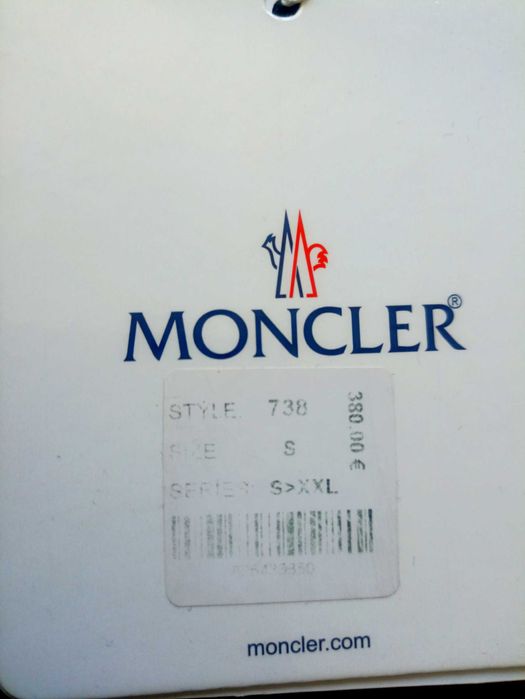 MONCLER®
STYLE: 738
SIZE S
SERIES: S>XXL
380.00 €
moncler.com